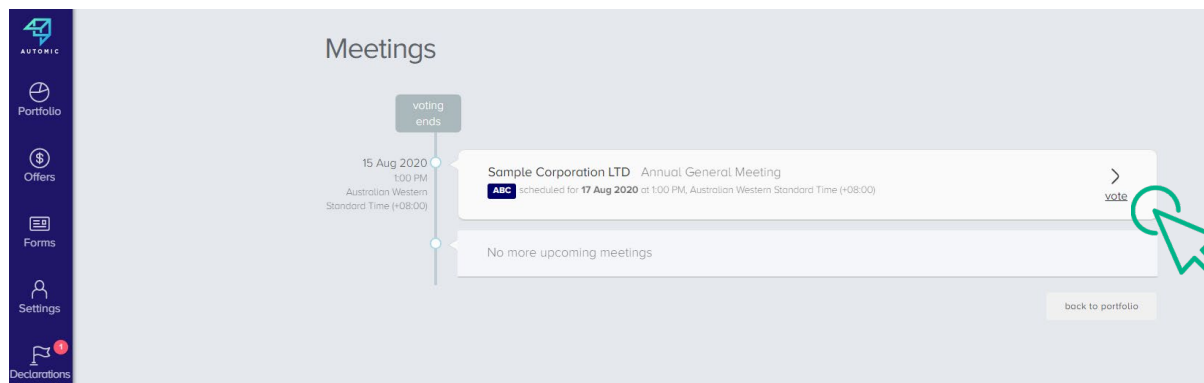 AUTOMIC
Portfolio
Offers
Forms
Settings
1
Declarations
Meetings
voting
ends
15 Aug 2020
1:00 PM
Australian Western
Standard Time (+08:00)
Sample Corporation LTD Annual General Meeting
ABC scheduled for 17 Aug 2020 at 1:00 PM, Australian Western Standard Time (+08:00)
vote
No more upcoming meetings
back to portfolio